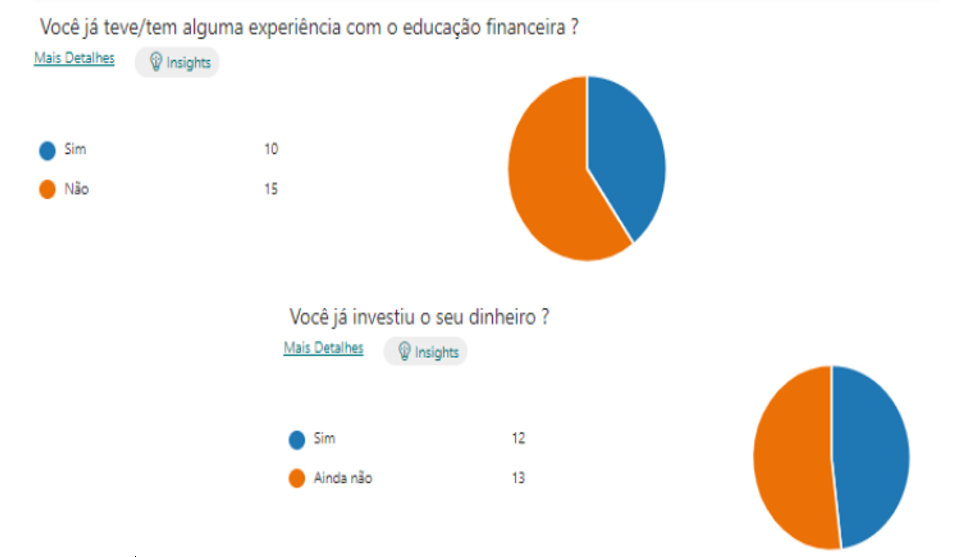 Você já teve/tem alguma experiência com o educação financeira ?
Mais Detalhes Insights
Sim 10
Não 15
Você já investiu o seu dinheiro ?
Mais Detalhes Insights
Sim 12
Ainda não 13